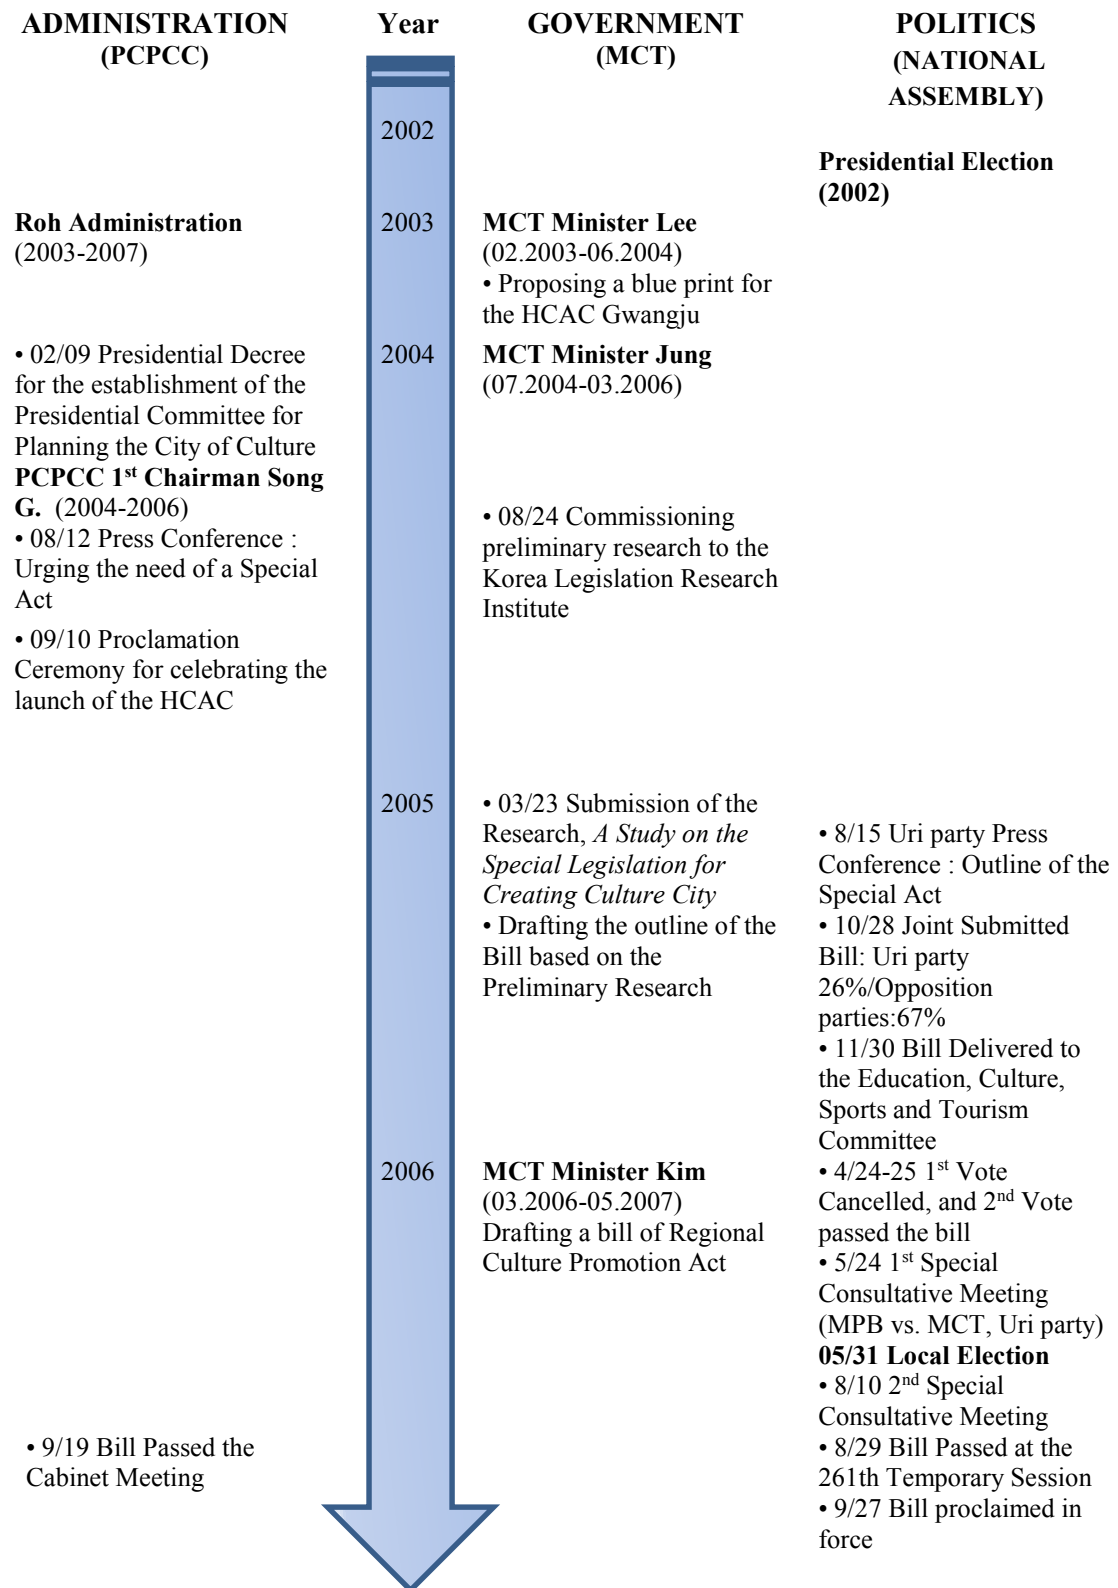 ADMINISTRATION
(PCPCC)
Year
GOVERNMENT
(MCT)
POLITICS
(NATIONAL
ASSEMBLY)
2002
Presidential Election
(2002)
Roh Administration
(2003-2007)
2003
MCT Minister Lee
(02.2003-06.2004)
• Proposing a blue print for
the HCAC Gwangju
• 02/09 Presidential Decree
for the establishment of the
Presidential Committee for
Planning the City of Culture
PCPCC 1st Chairman Song
G. (2004-2006)
• 08/12 Press Conference :
Urging the need of a Special
Act
• 09/10 Proclamation
Ceremony for celebrating the
launch of the HCAC
2004
MCT Minister Jung
(07.2004-03.2006)
• 08/24 Commissioning
preliminary research to the
Korea Legislation Research
Institute
2005
• 03/23 Submission of the
Research, A Study on the
Special Legislation for
Creating Culture City
• Drafting the outline of the
Bill based on the
Preliminary Research
• 8/15 Uri party Press
Conference : Outline of the
Special Act
• 10/28 Joint Submitted
Bill: Uri party
26%/Opposition
parties:67%
• 11/30 Bill Delivered to
the Education, Culture,
Sports and Tourism
Committee
2006
MCT Minister Kim
(03.2006-05.2007)
Drafting a bill of Regional
Culture Promotion Act
• 4/24-25 1st Vote
Cancelled, and 2nd Vote
passed the bill
• 5/24 1st Special
Consultative Meeting
(MPB vs. MCT, Uri party)
05/31 Local Election
• 8/10 2nd Special
Consultative Meeting
• 8/29 Bill Passed at the
261th Temporary Session
• 9/27 Bill proclaimed in
force
• 9/19 Bill Passed the
Cabinet Meeting